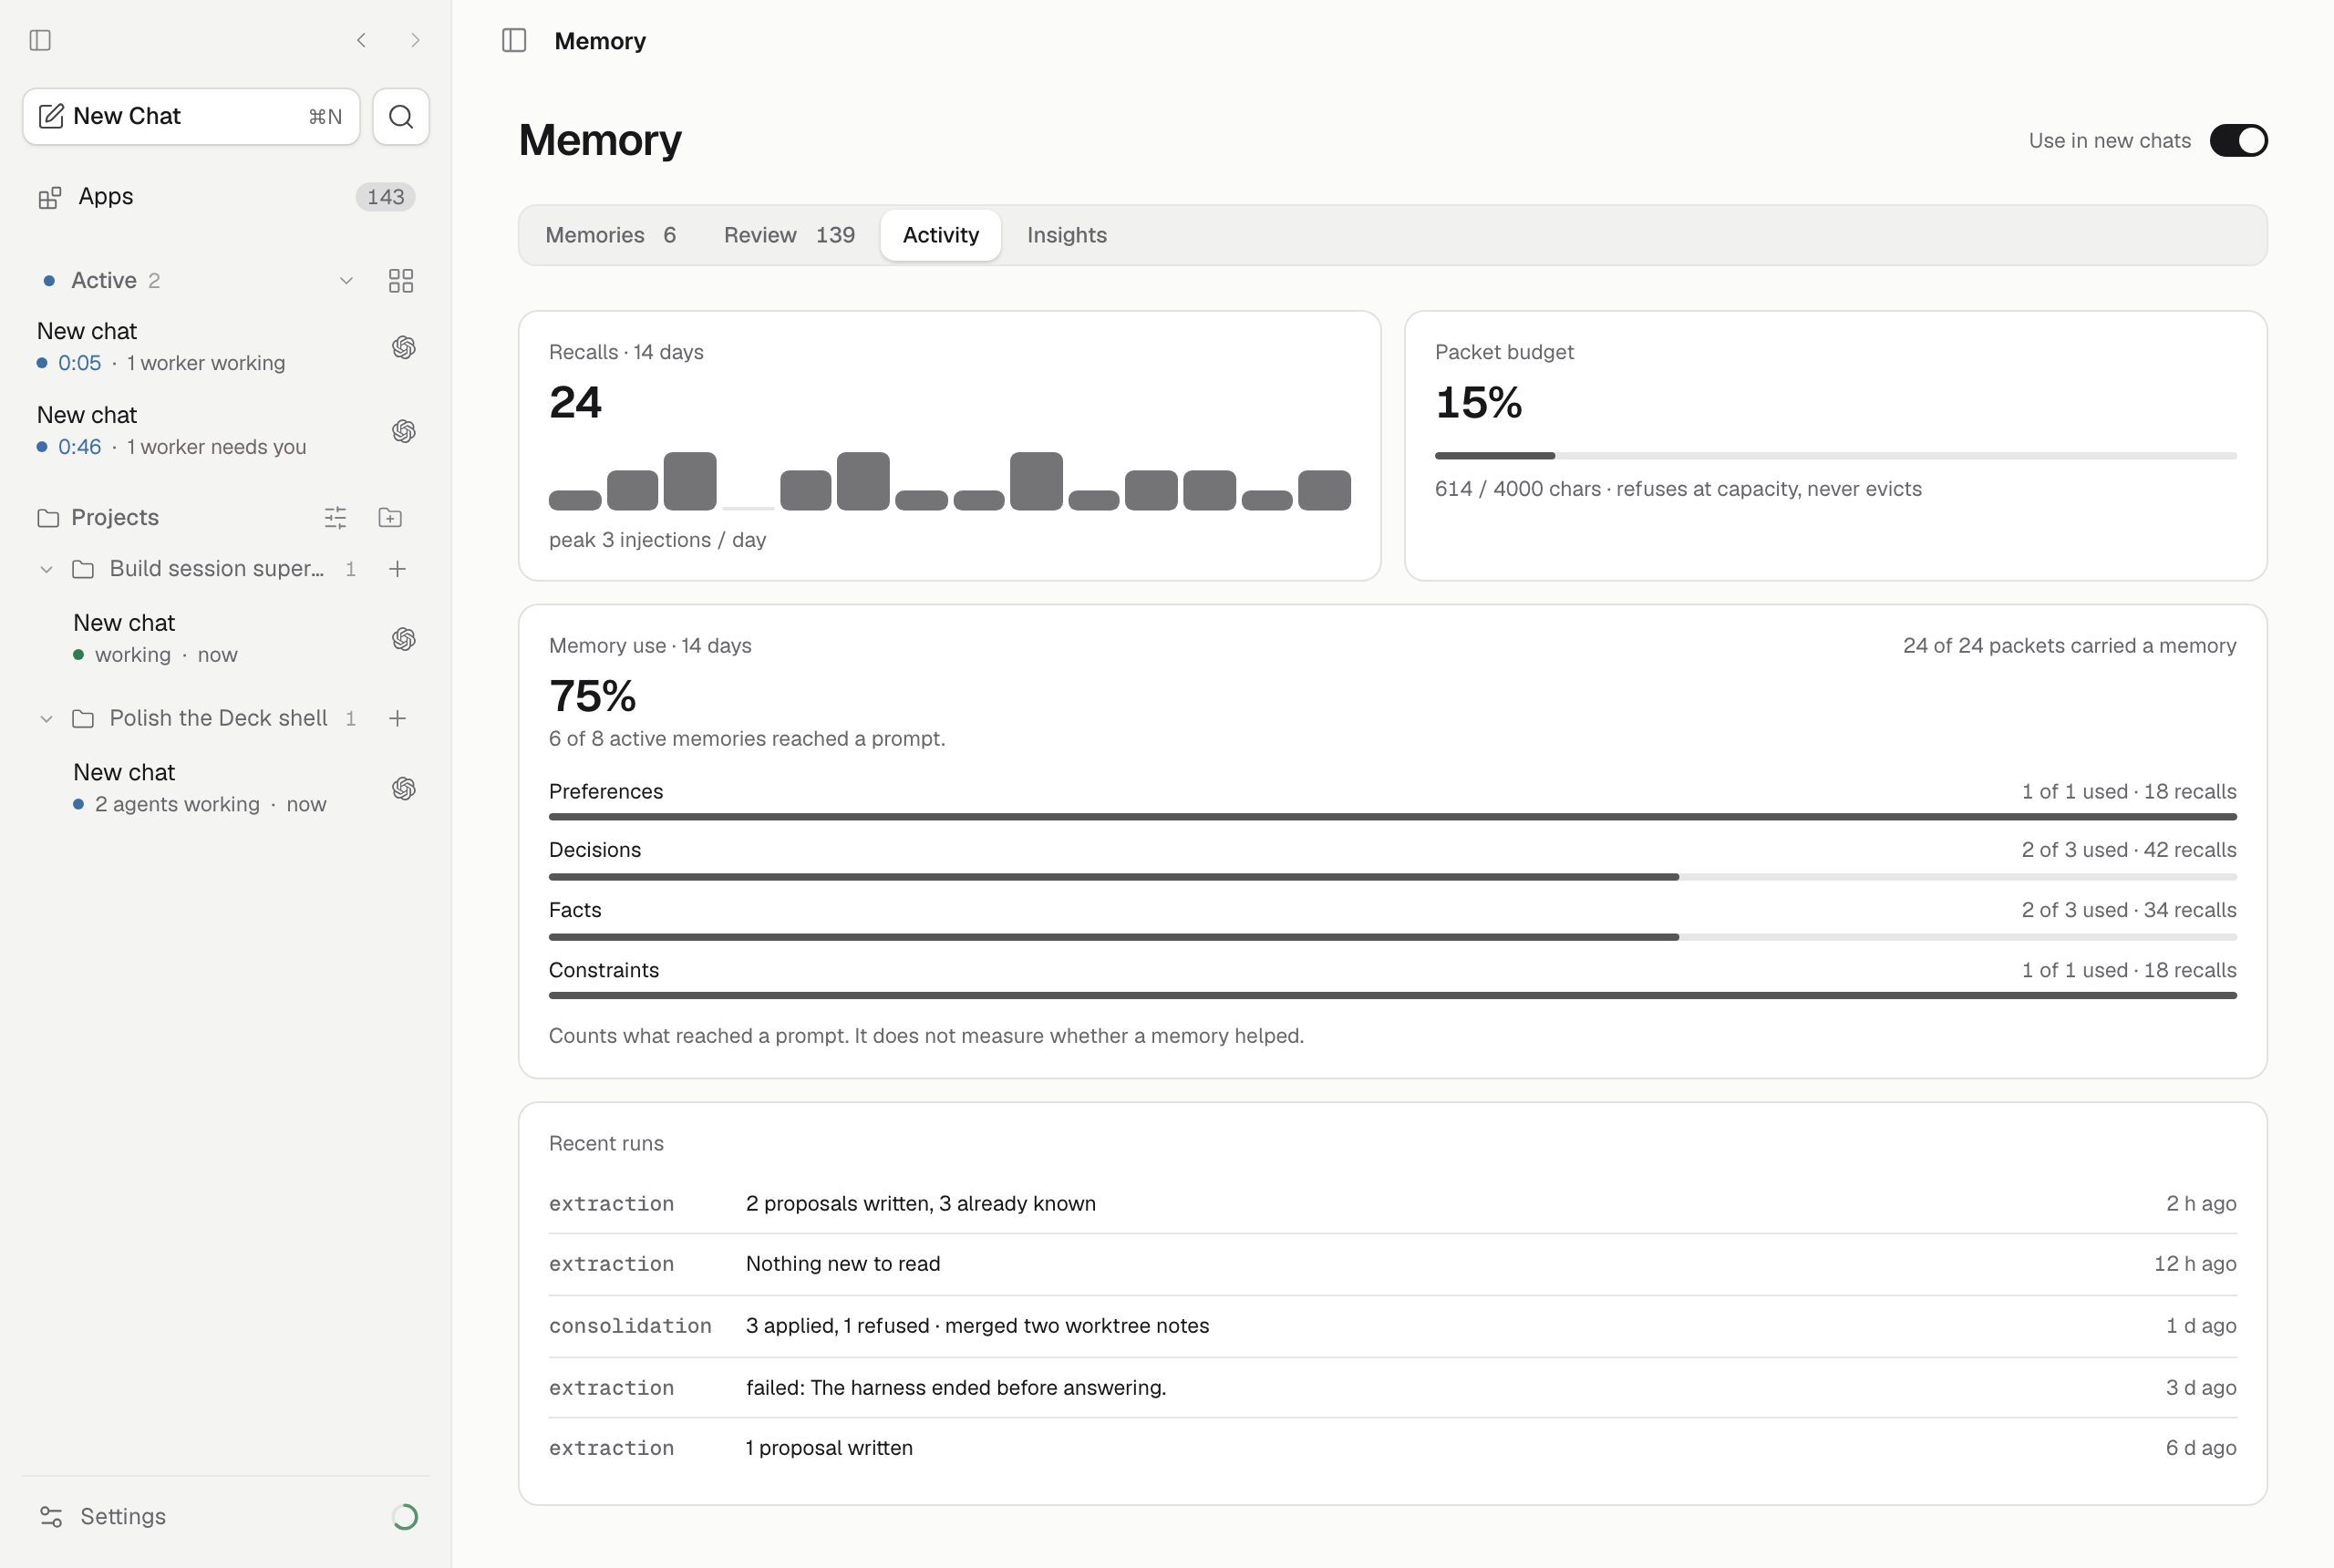 Memory
New Chat ⌘N
Apps 143
Active 2
New chat
0:05 · 1 worker working
New chat
0:46 · 1 worker needs you
Projects
Build session super... 1
New chat
working · now
Polish the Deck shell 1
New chat
2 agents working · now
Settings
Memory
Use in new chats
Memories 6 Review 139 Activity Insights
Recalls · 14 days
24
peak 3 injections / day
Packet budget
15%
614 / 4000 chars · refuses at capacity, never evicts
Memory use · 14 days 24 of 24 packets carried a memory
75%
6 of 8 active memories reached a prompt.
Preferences 1 of 1 used · 18 recalls
Decisions 2 of 3 used · 42 recalls
Facts 2 of 3 used · 34 recalls
Constraints 1 of 1 used · 18 recalls
Counts what reached a prompt. It does not measure whether a memory helped.
Recent runs
extraction 2 proposals written, 3 already known 2 h ago
extraction Nothing new to read 12 h ago
consolidation 3 applied, 1 refused · merged two worktree notes 1 d ago
extraction failed: The harness ended before answering. 3 d ago
extraction 1 proposal written 6 d ago